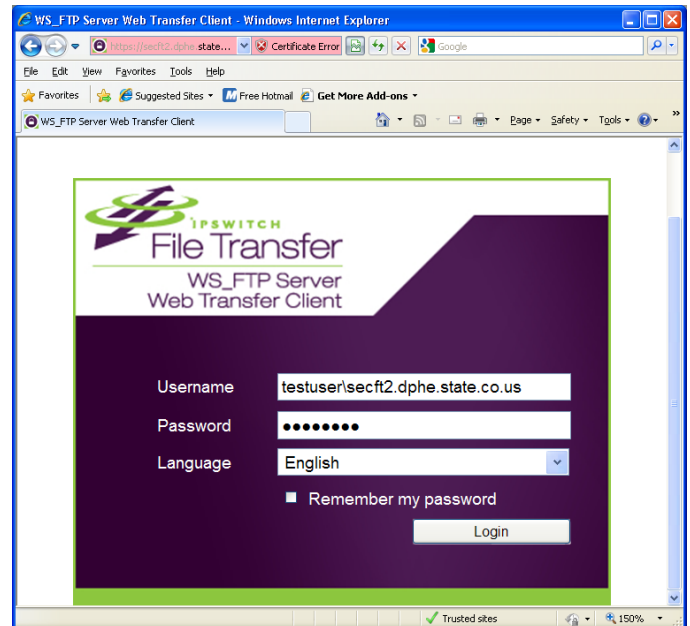 WS_FTP Server Web Transfer Client - Windows Internet Explorer
https://secft2.dphe.state... Certificate Error Google
File Edit View Favorites Tools Help
Favorites Suggested Sites Free Hotmail Get More Add-ons
WS_FTP Server Web Transfer Client Page Safety Tools »
IPSWITCH
File Transfer
WS_FTP Server
Web Transfer Client
Username testuser\secft2.dphe.state.co.us
Password ●●●●●●●●
Language English
Remember my password
Login
Trusted sites 150%